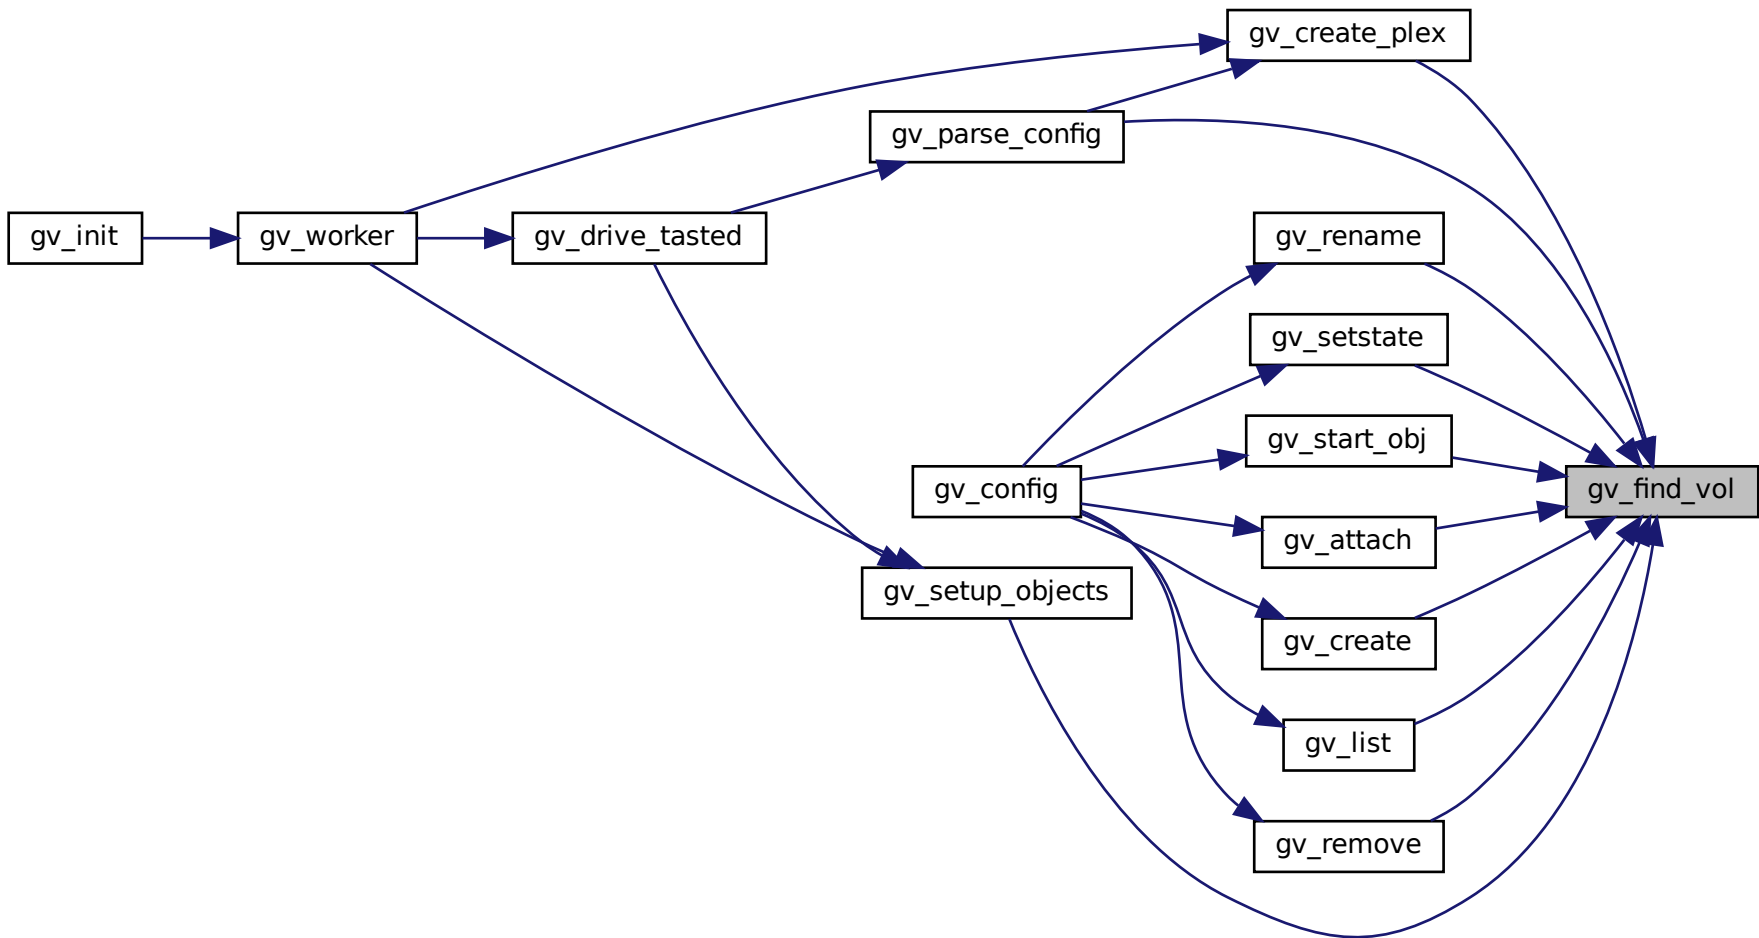 gv_create_plex
gv_parse_config
gv_init
gv_worker
gv_drive_tasted
gv_rename
gv_setstate
gv_start_obj
gv_config
gv_find_vol
gv_attach
gv_setup_objects
gv_create
gv_list
gv_remove